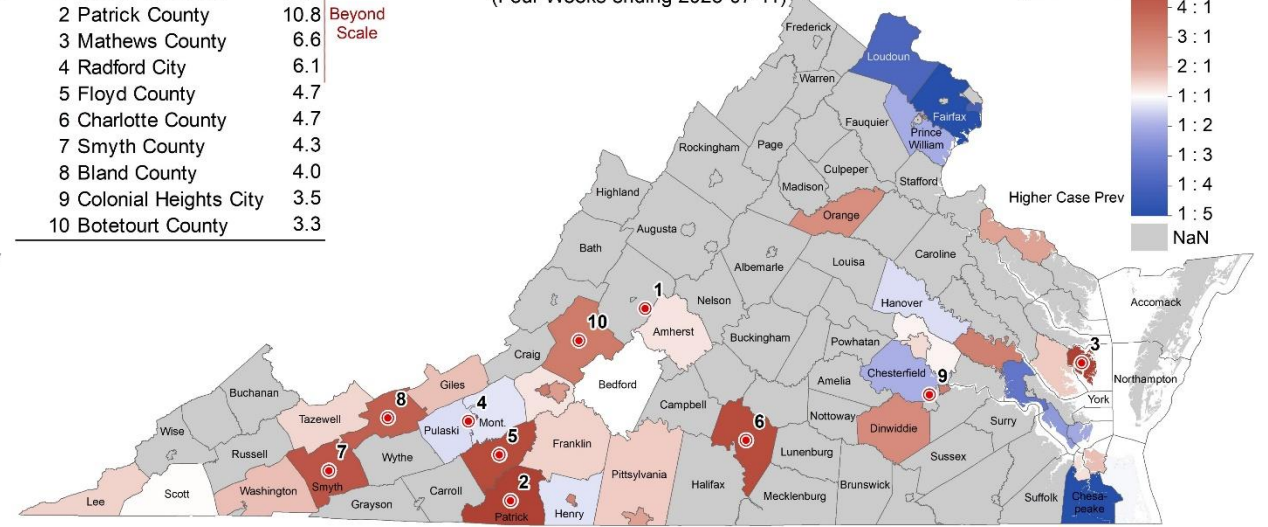 2 Patrick County 10.8
3 Mathews County 6.6
4 Radford City 6.1
5 Floyd County 4.7
6 Charlotte County 4.7
7 Smyth County 4.3
8 Bland County 4.0
9 Colonial Heights City 3.5
10 Botetourt County 3.3
Beyond
Scale
4 : 1
3 : 1
2 : 1
1 : 1
1 : 2
1 : 3
1 : 4
1 : 5
NaN
Higher Case Prev
Frederick
Loudoun
Warren
Fairfax
Fauquier
Prince
William
Rockingham
Page
Culpeper
Stafford
Madison
Highland
Orange
Augusta
Bath
Caroline
Louisa
Albemarle
1
Nelson
Hanover
Accomack
10
Amherst
Buckingham
Powhatan
3
Craig
Chesterfield
9
Northampton
Bedford
Amelia
Giles
York
Buchanan
8
4
Campbell
Tazewell
Pulaski
Mont.
6
Nottoway
Surry
Wise
5
Franklin
Dinwiddie
Russell
7
Wythe
Lunenburg
Sussex
Pittsylvania
Smyth
2
Halifax
Brunswick
Washington
Carroll
Mecklenburg
Suffolk
Chesa-
peake
Lee
Scott
Grayson
Patrick
Henry